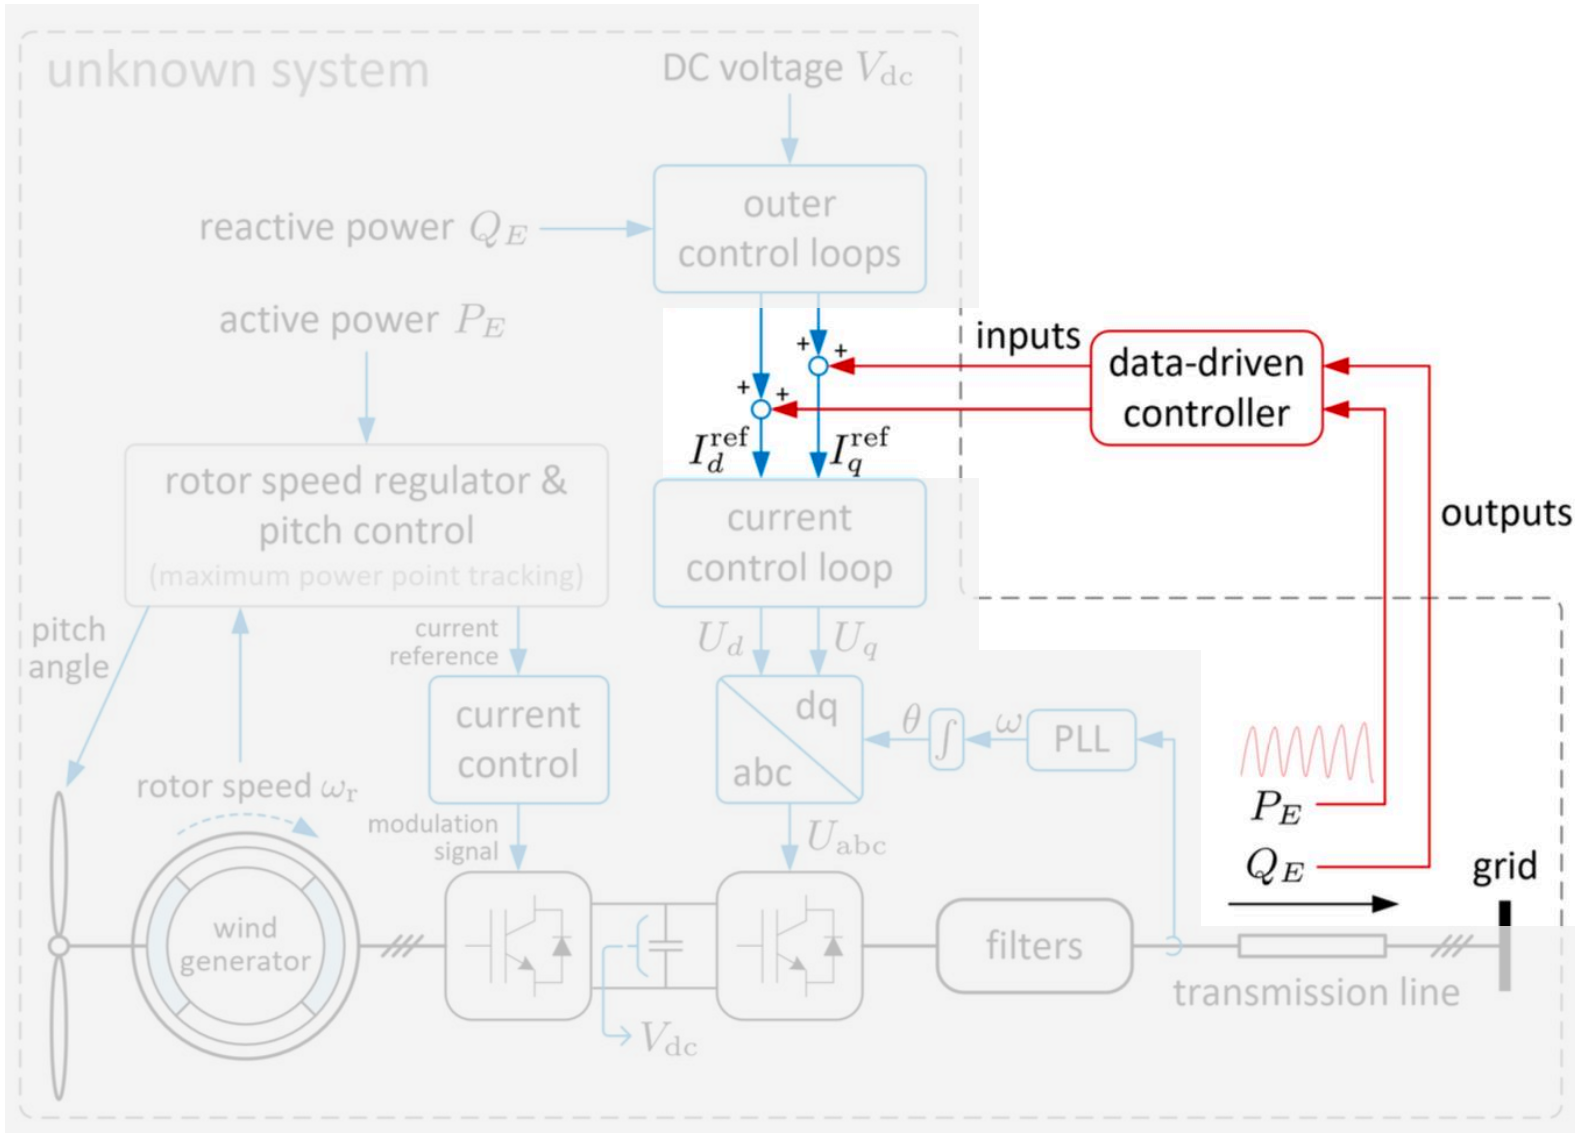 unknown system
DC voltage V_dc
outer
control loops
reactive power Q_E
active power P_E
inputs
data-driven
controller
+ +
+ +
I_d^ref
I_q^ref
rotor speed regulator &
pitch control
(maximum power point tracking)
current
control loop
outputs
pitch
angle
current
reference
U_d
U_q
current
control
dq
abc
θ
∫
ω
PLL
rotor speed ω_r
modulation
signal
U_abc
P_E
Q_E
grid
wind
generator
filters
transmission line
V_dc